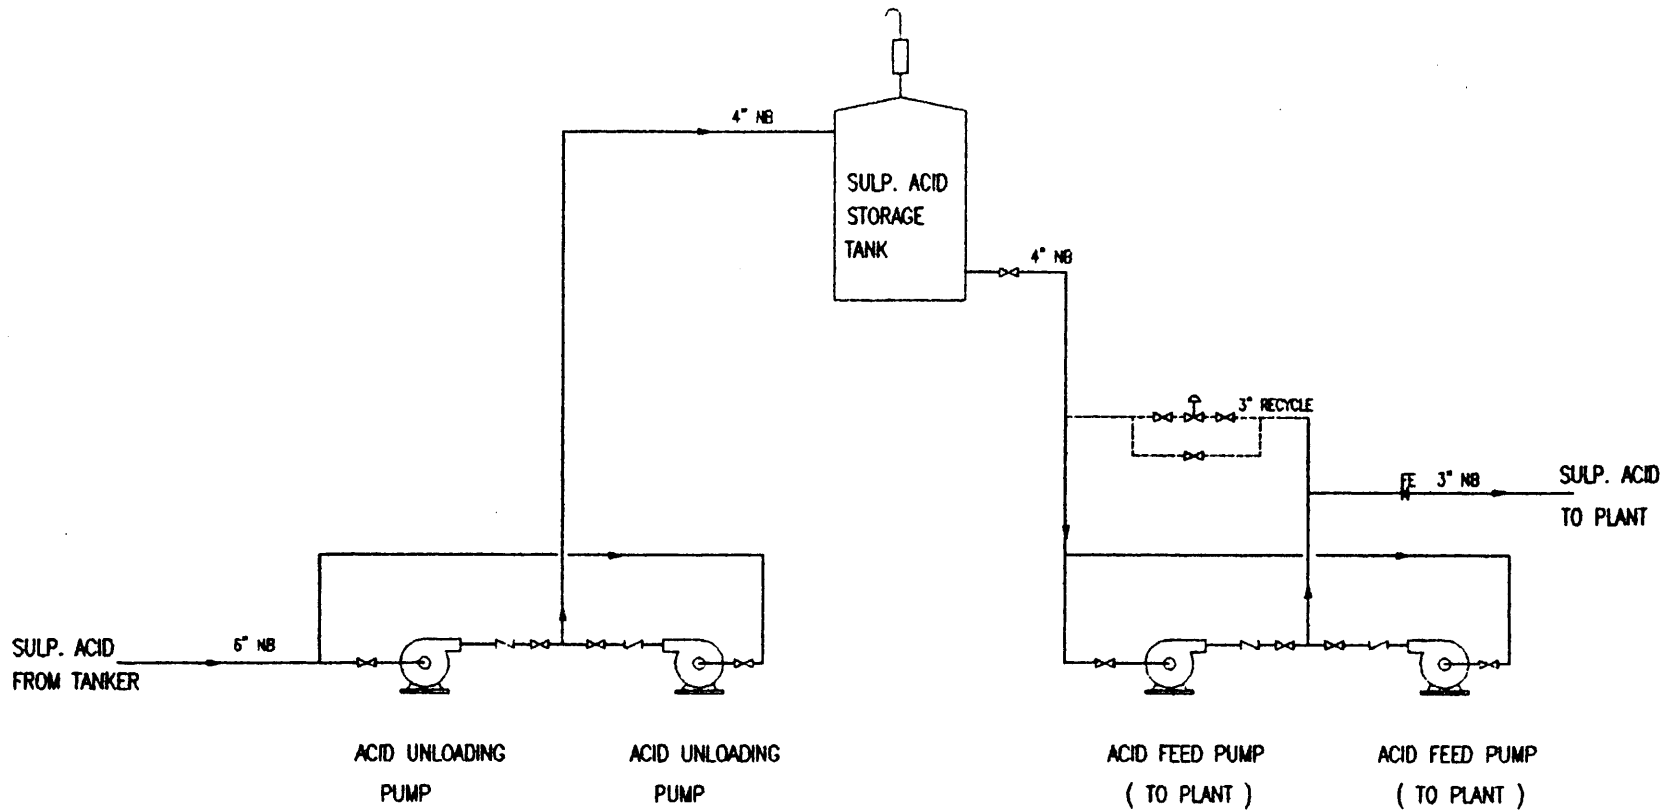 4" NB
SULP. ACID
STORAGE
TANK
4" NB
3" RECYCLE
FE
3" NB
SULP. ACID
TO PLANT
SULP. ACID
FROM TANKER
6" NB
ACID UNLOADING
PUMP
ACID UNLOADING
PUMP
ACID FEED PUMP
( TO PLANT )
ACID FEED PUMP
( TO PLANT )